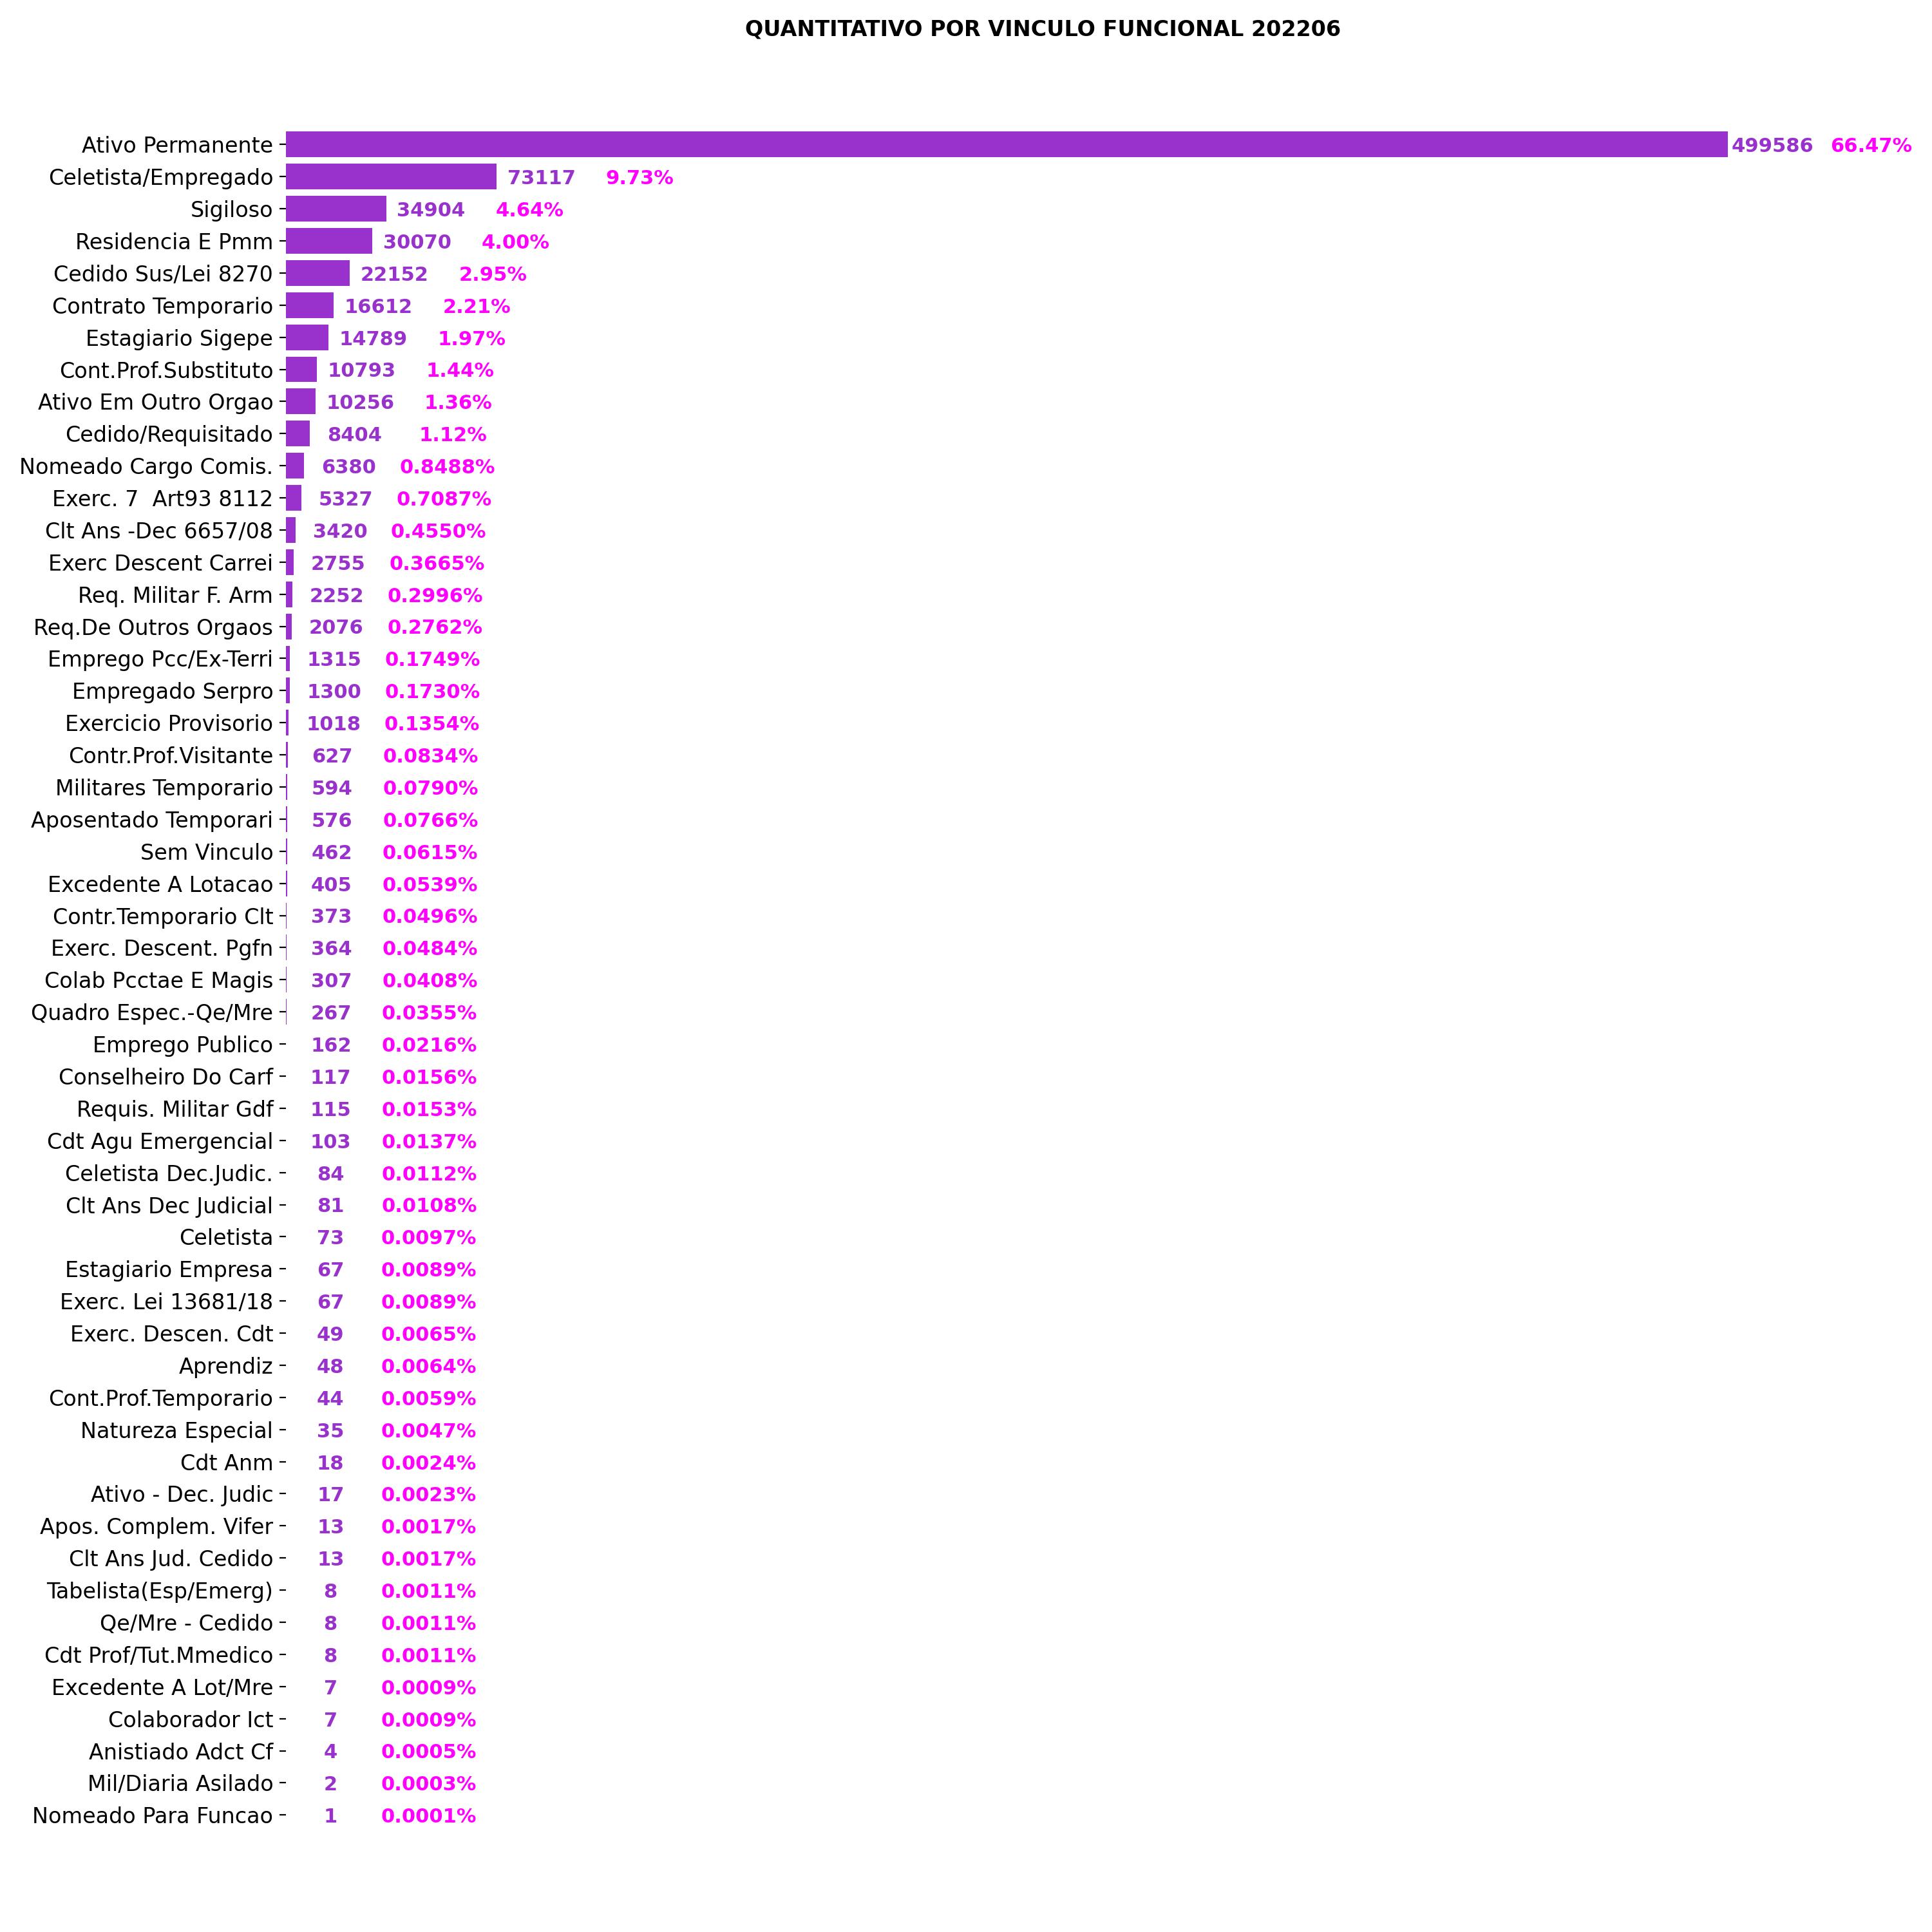 QUANTITATIVO POR VINCULO FUNCIONAL 202206
Ativo Permanente 499586 66.47%
Celetista/Empregado 73117 9.73%
Sigiloso 34904 4.64%
Residencia E Pmm 30070 4.00%
Cedido Sus/Lei 8270 22152 2.95%
Contrato Temporario 16612 2.21%
Estagiario Sigepe 14789 1.97%
Cont.Prof.Substituto 10793 1.44%
Ativo Em Outro Orgao 10256 1.36%
Cedido/Requisitado 8404 1.12%
Nomeado Cargo Comis. 6380 0.8488%
Exerc. 7  Art93 8112 5327 0.7087%
Clt Ans -Dec 6657/08 3420 0.4550%
Exerc Descent Carrei 2755 0.3665%
Req. Militar F. Arm 2252 0.2996%
Req.De Outros Orgaos 2076 0.2762%
Emprego Pcc/Ex-Terri 1315 0.1749%
Empregado Serpro 1300 0.1730%
Exercicio Provisorio 1018 0.1354%
Contr.Prof.Visitante 627 0.0834%
Militares Temporario 594 0.0790%
Aposentado Temporari 576 0.0766%
Sem Vinculo 462 0.0615%
Excedente A Lotacao 405 0.0539%
Contr.Temporario Clt 373 0.0496%
Exerc. Descent. Pgfn 364 0.0484%
Colab Pcctae E Magis 307 0.0408%
Quadro Espec.-Qe/Mre 267 0.0355%
Emprego Publico 162 0.0216%
Conselheiro Do Carf 117 0.0156%
Requis. Militar Gdf 115 0.0153%
Cdt Agu Emergencial 103 0.0137%
Celetista Dec.Judic. 84 0.0112%
Clt Ans Dec Judicial 81 0.0108%
Celetista 73 0.0097%
Estagiario Empresa 67 0.0089%
Exerc. Lei 13681/18 67 0.0089%
Exerc. Descen. Cdt 49 0.0065%
Aprendiz 48 0.0064%
Cont.Prof.Temporario 44 0.0059%
Natureza Especial 35 0.0047%
Cdt Anm 18 0.0024%
Ativo - Dec. Judic 17 0.0023%
Apos. Complem. Vifer 13 0.0017%
Clt Ans Jud. Cedido 13 0.0017%
Tabelista(Esp/Emerg) 8 0.0011%
Qe/Mre - Cedido 8 0.0011%
Cdt Prof/Tut.Mmedico 8 0.0011%
Excedente A Lot/Mre 7 0.0009%
Colaborador Ict 7 0.0009%
Anistiado Adct Cf 4 0.0005%
Mil/Diaria Asilado 2 0.0003%
Nomeado Para Funcao 1 0.0001%